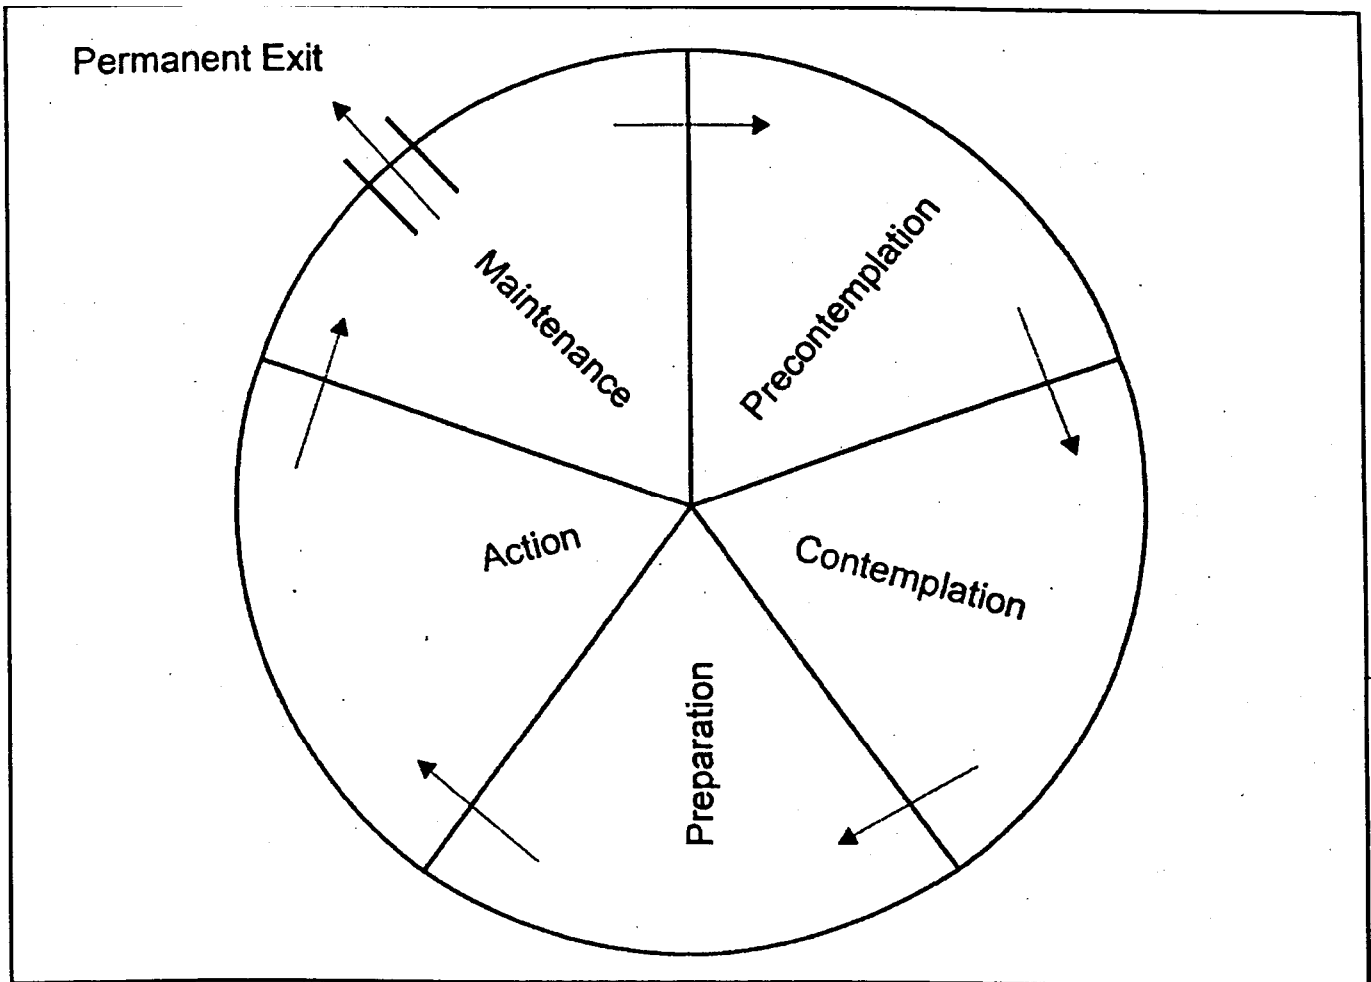 Permanent Exit
Maintenance
Precontemplation
Action
Contemplation
Preparation